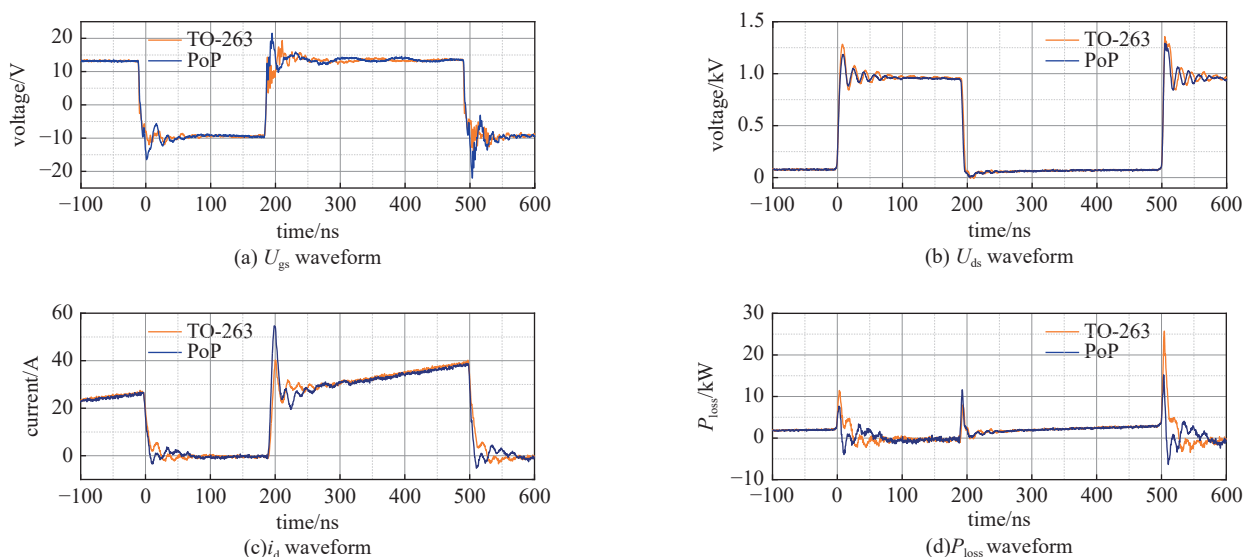 20
10
0
−10
−20
voltage/V
TO-263
PoP
−100 0 100 200 300 400 500 600
time/ns
(a) Ugs waveform
1.5
1.0
0.5
0
voltage/kV
TO-263
PoP
−100 0 100 200 300 400 500 600
time/ns
(b) Uds waveform
60
40
20
0
current/A
TO-263
PoP
−100 0 100 200 300 400 500 600
time/ns
(c)id waveform
30
20
10
0
−10
Ploss/kW
TO-263
PoP
−100 0 100 200 300 400 500 600
time/ns
(d)Ploss waveform